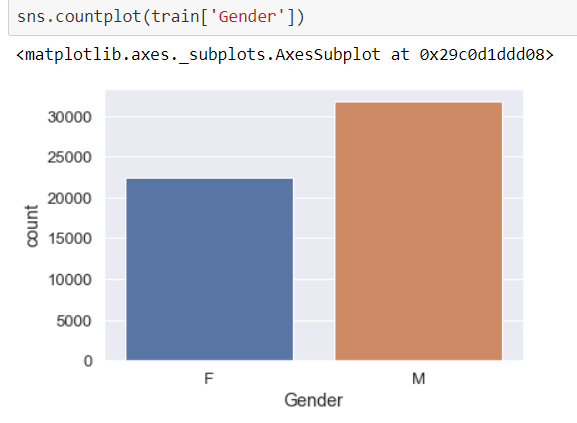 sns.countplot(train['Gender'])
<matplotlib.axes._subplots.AxesSubplot at 0x29c0d1ddd08>
30000
25000
20000
15000
10000
5000
0
count
F M
Gender